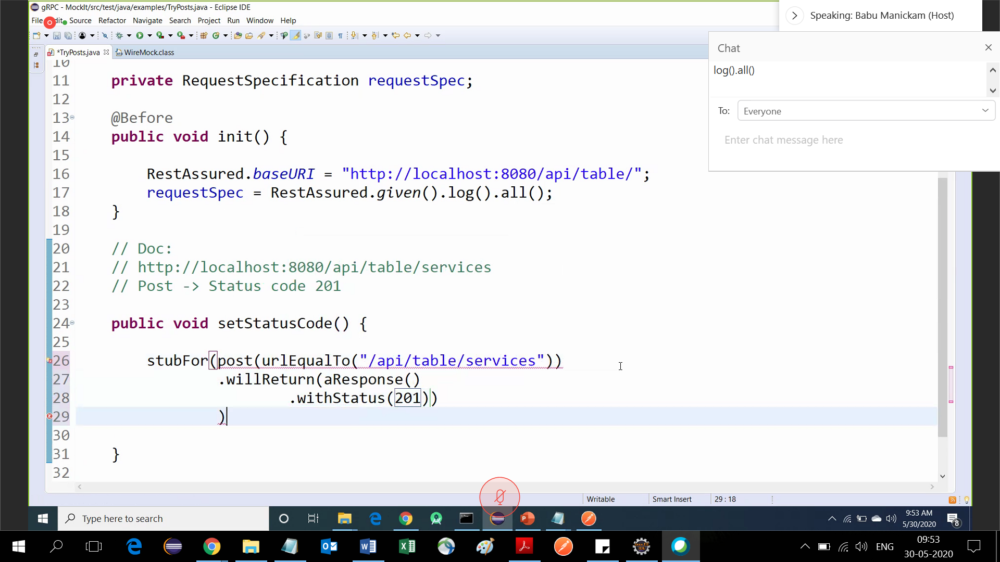 gRPC - MockIt/src/test/java/examples/TryPosts.java - Eclipse IDE
Speaking: Babu Manickam (Host)
File Edit Source Refactor Navigate Search Project Run Window Help
*TryPosts.java
WireMock.class
Chat
log().all()
To:
Everyone
Enter chat message here
10
11 private RequestSpecification requestSpec;
12
13 @Before
14 public void init() {
15
16 RestAssured.baseURI = "http://localhost:8080/api/table/";
17 requestSpec = RestAssured.given().log().all();
18 }
19
20 // Doc:
21 // http://localhost:8080/api/table/services
22 // Post -> Status code 201
23
24 public void setStatusCode() {
25
26 stubFor(post(urlEqualTo("/api/table/services"))
27 .willReturn(aResponse()
28 .withStatus(201))
29 )
30
31 }
32
Writable
Smart Insert
29 : 18
Type here to search
9:53 AM
5/30/2020
8
ENG
09:53
30-05-2020